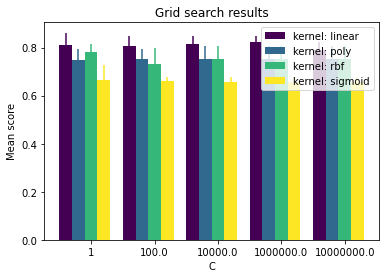 Grid search results
kernel: linear
kernel: poly
kernel: rbf
kernel: sigmoid
Mean score
0.8
0.6
0.4
0.2
0.0
1
100.0
10000.0
1000000.0
100000000.0
C